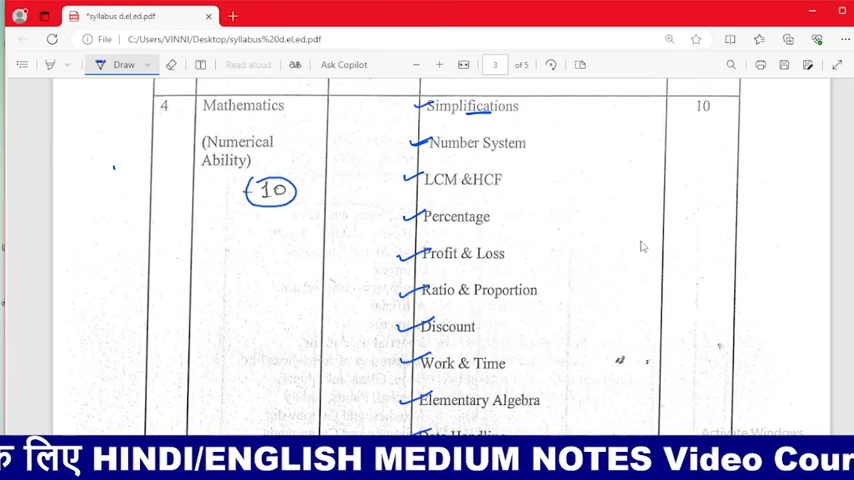 *syllabus d.el,ed.pdf
File C:/Users/VINNI/Desktop/syllabus%20d.el,ed.pdf
Draw Read aloud Ask Copilot 3 of 5
4 Mathematics Simplifications 10
(Numerical Number System
Ability)
10 LCM &HCF
Percentage
Profit & Loss
Ratio & Proportion
Discount
Work & Time
Elementary Algebra
Data Handling
Activate Windows
के लिए HINDI/ENGLISH MEDIUM NOTES Video Cour